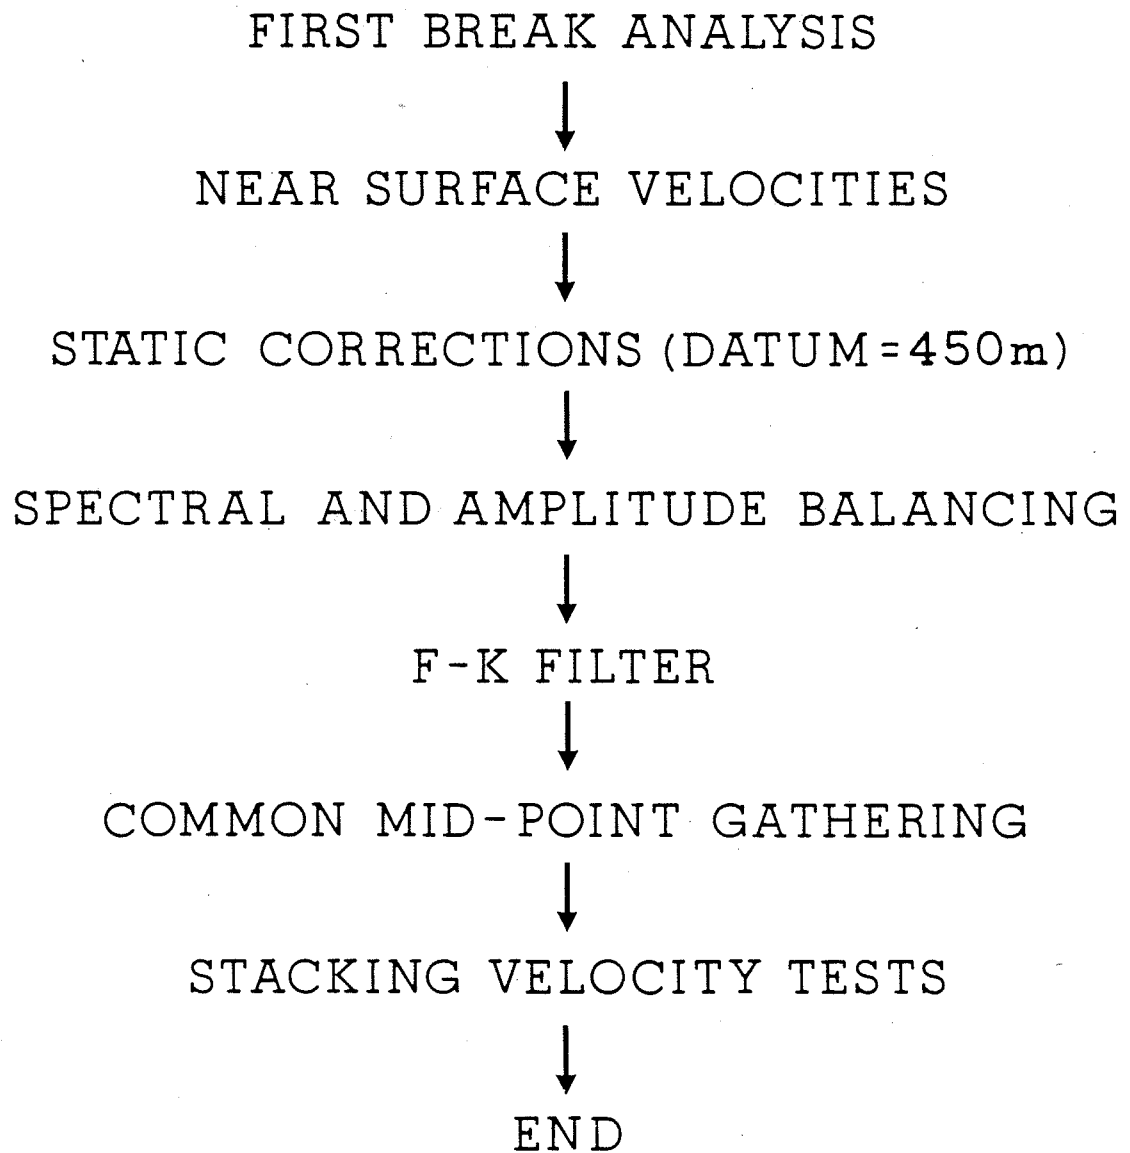 FIRST BREAK ANALYSIS
NEAR SURFACE VELOCITIES
STATIC CORRECTIONS (DATUM=450m)
SPECTRAL AND AMPLITUDE BALANCING
F-K FILTER
COMMON MID-POINT GATHERING
STACKING VELOCITY TESTS
END